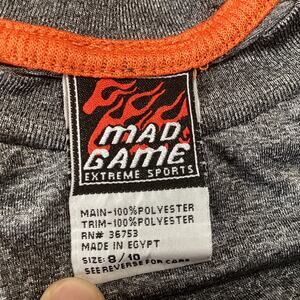 MAD
GAME
EXTREME SPORTS
MAIN-100%POLYESTER
TRIM-100%POLYESTER
RN# 36753
MADE IN EGYPT
SIZE: 8/10
SEE REVERSE FOR CARE